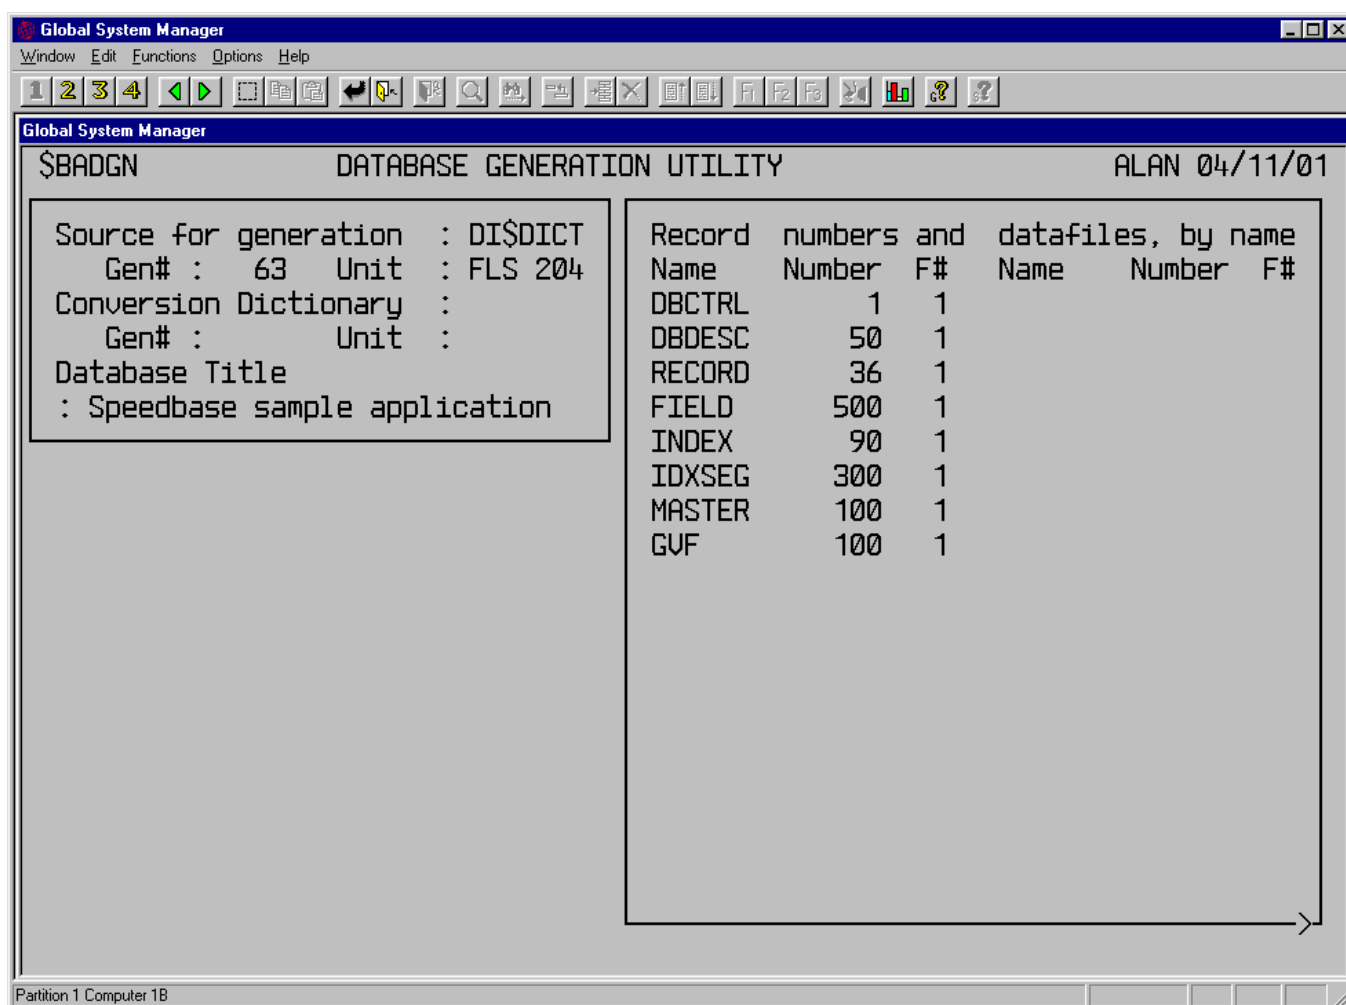 Global System Manager
Window Edit Functions Options Help
1 2 3 4 F1 F2 F3 G? S?
Global System Manager
$BADGN DATABASE GENERATION UTILITY ALAN 04/11/01
Source for generation : DI$DICT
Gen# : 63 Unit : FLS 204
Conversion Dictionary :
Gen# : Unit :
Database Title
: Speedbase sample application
Record numbers and datafiles, by name
Name Number F# Name Number F#
DBCTRL 1 1
DBDESC 50 1
RECORD 36 1
FIELD 500 1
INDEX 90 1
IDXSEG 300 1
MASTER 100 1
GVF 100 1
Partition 1 Computer 1B